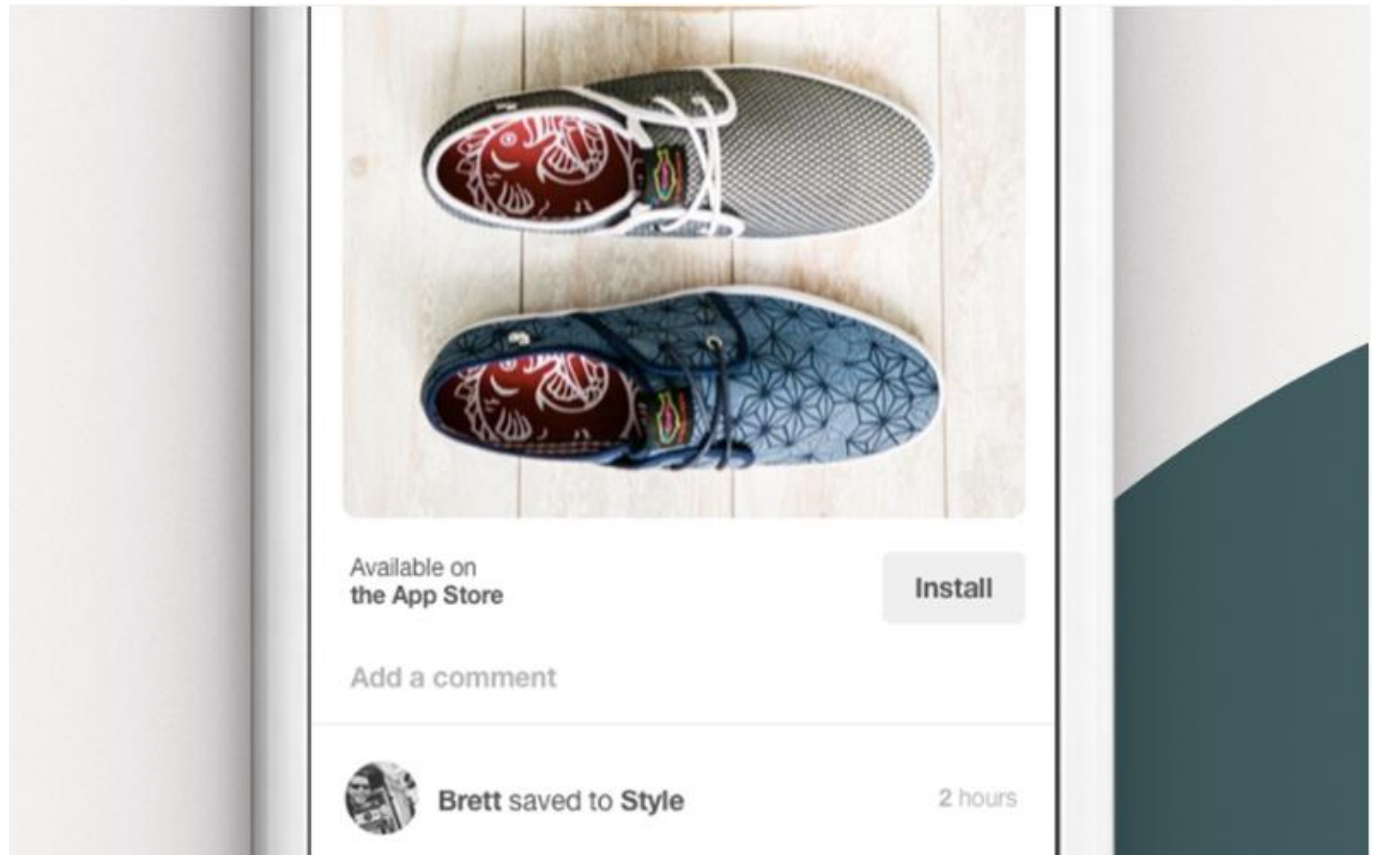 Available on
the App Store
Install
Add a comment
Brett saved to Style
2 hours